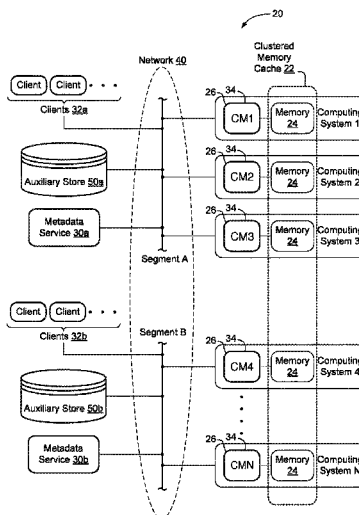 20
Network 40
Clustered
Memory
Cache 22
Client Client • • •
Clients 32a
26 34
CM1
Memory
24
Computing
System 1
Auxiliary Store 50a
26 34
CM2
Memory
24
Computing
System 2
Metadata
Service 30a
26 34
CM3
Memory
24
Computing
System 3
Segment A
Client Client • • •
Clients 32b
Segment B
26 34
CM4
Memory
24
Computing
System 4
Auxiliary Store 50b
Metadata
Service 30b
26 34
CMN
Memory
24
Computing
System N